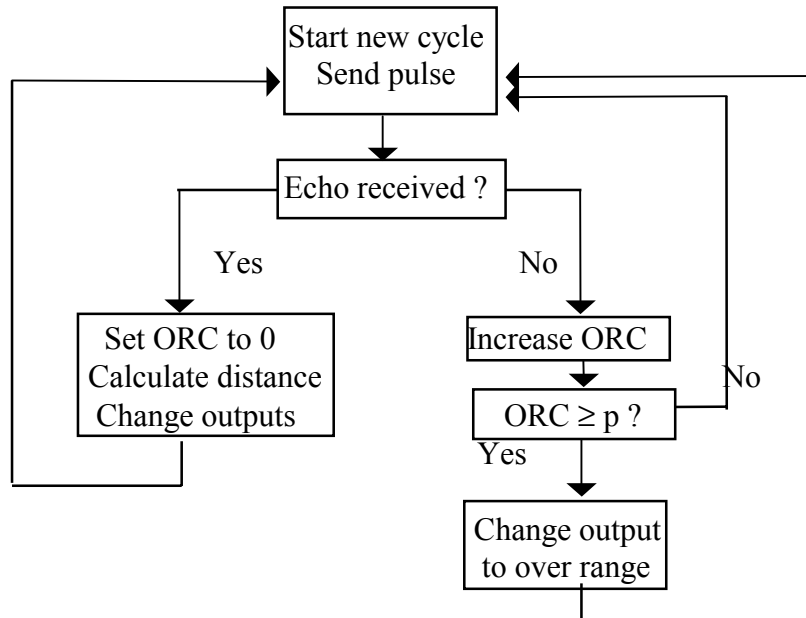 Start new cycle
Send pulse
Echo received ?
Yes
No
Set ORC to 0
Calculate distance
Change outputs
Increase ORC
No
ORC ≥ p ?
Yes
Change output
to over range